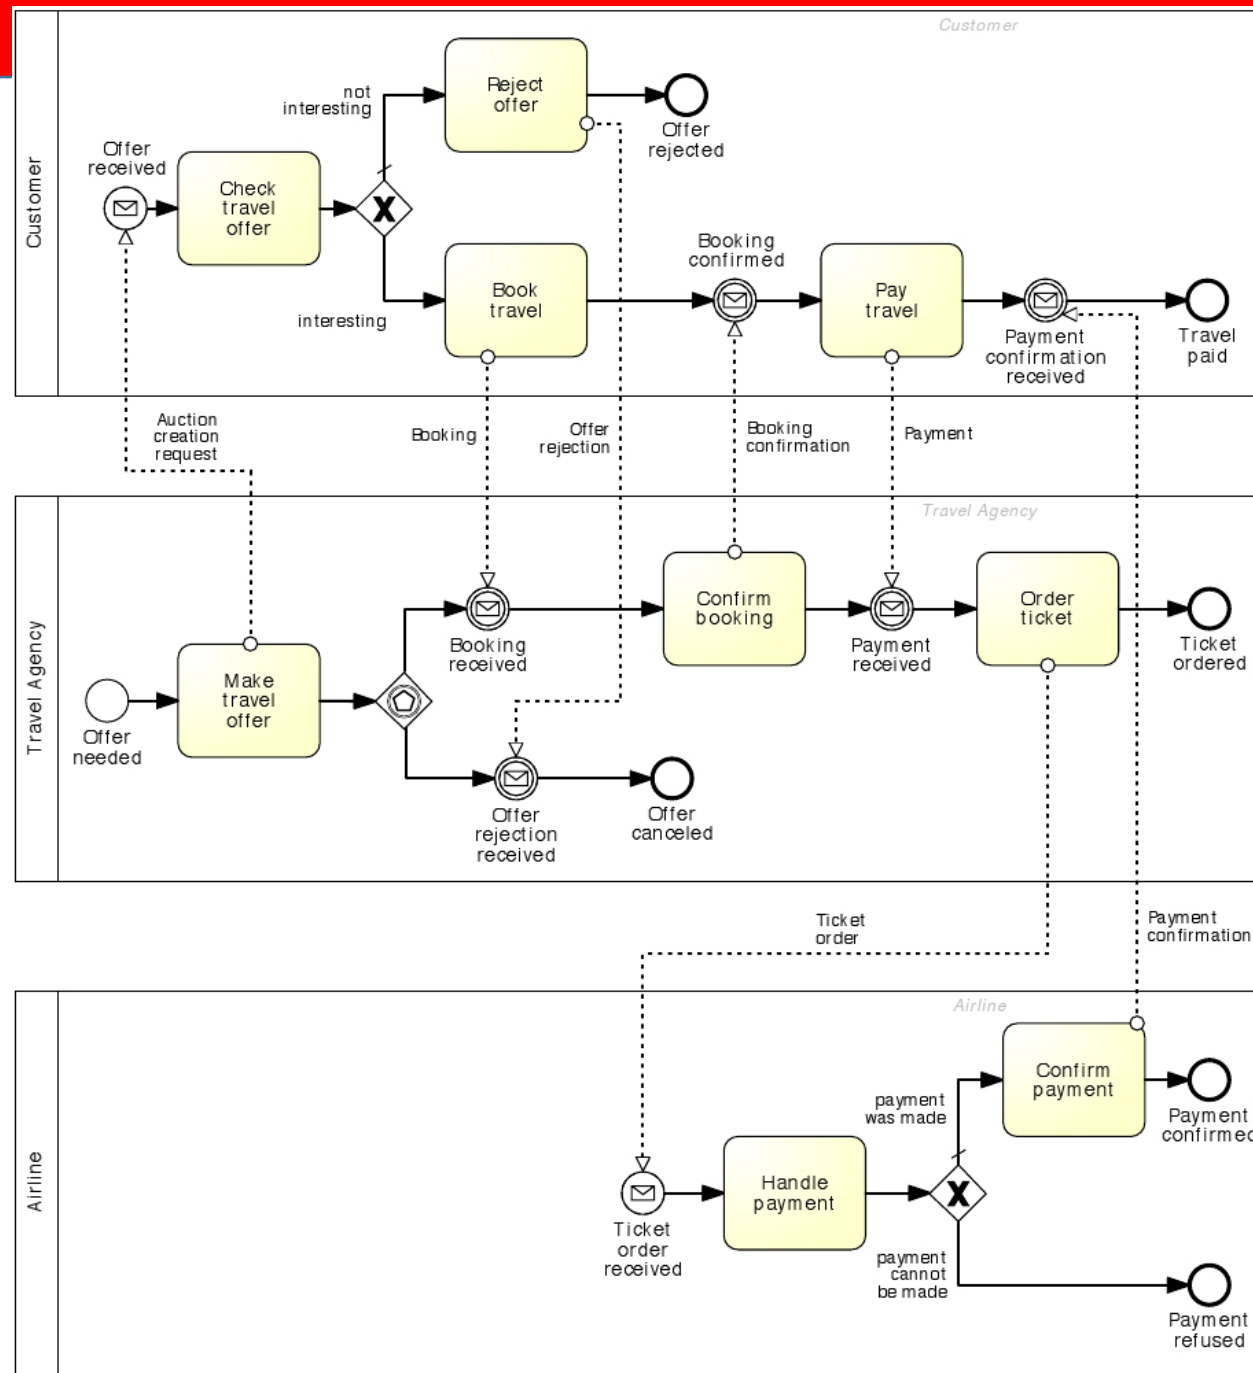 Customer
Customer
not
interesting
Reject
offer
Offer
rejected
Offer
received
Check
travel
offer
interesting
Book
travel
Booking
confirmed
Pay
travel
Payment
confirmation
received
Travel
paid
Auction
creation
request
Booking
Offer
rejection
Booking
confirmation
Payment
Travel Agency
Travel Agency
Offer
needed
Make
travel
offer
Booking
received
Offer
rejection
received
Offer
canceled
Confirm
booking
Payment
received
Order
ticket
Ticket
ordered
Ticket
order
Payment
confirmation
Airline
Airline
Ticket
order
received
Handle
payment
payment
was made
Confirm
payment
Payment
confirmed
payment
cannot
be made
Payment
refused